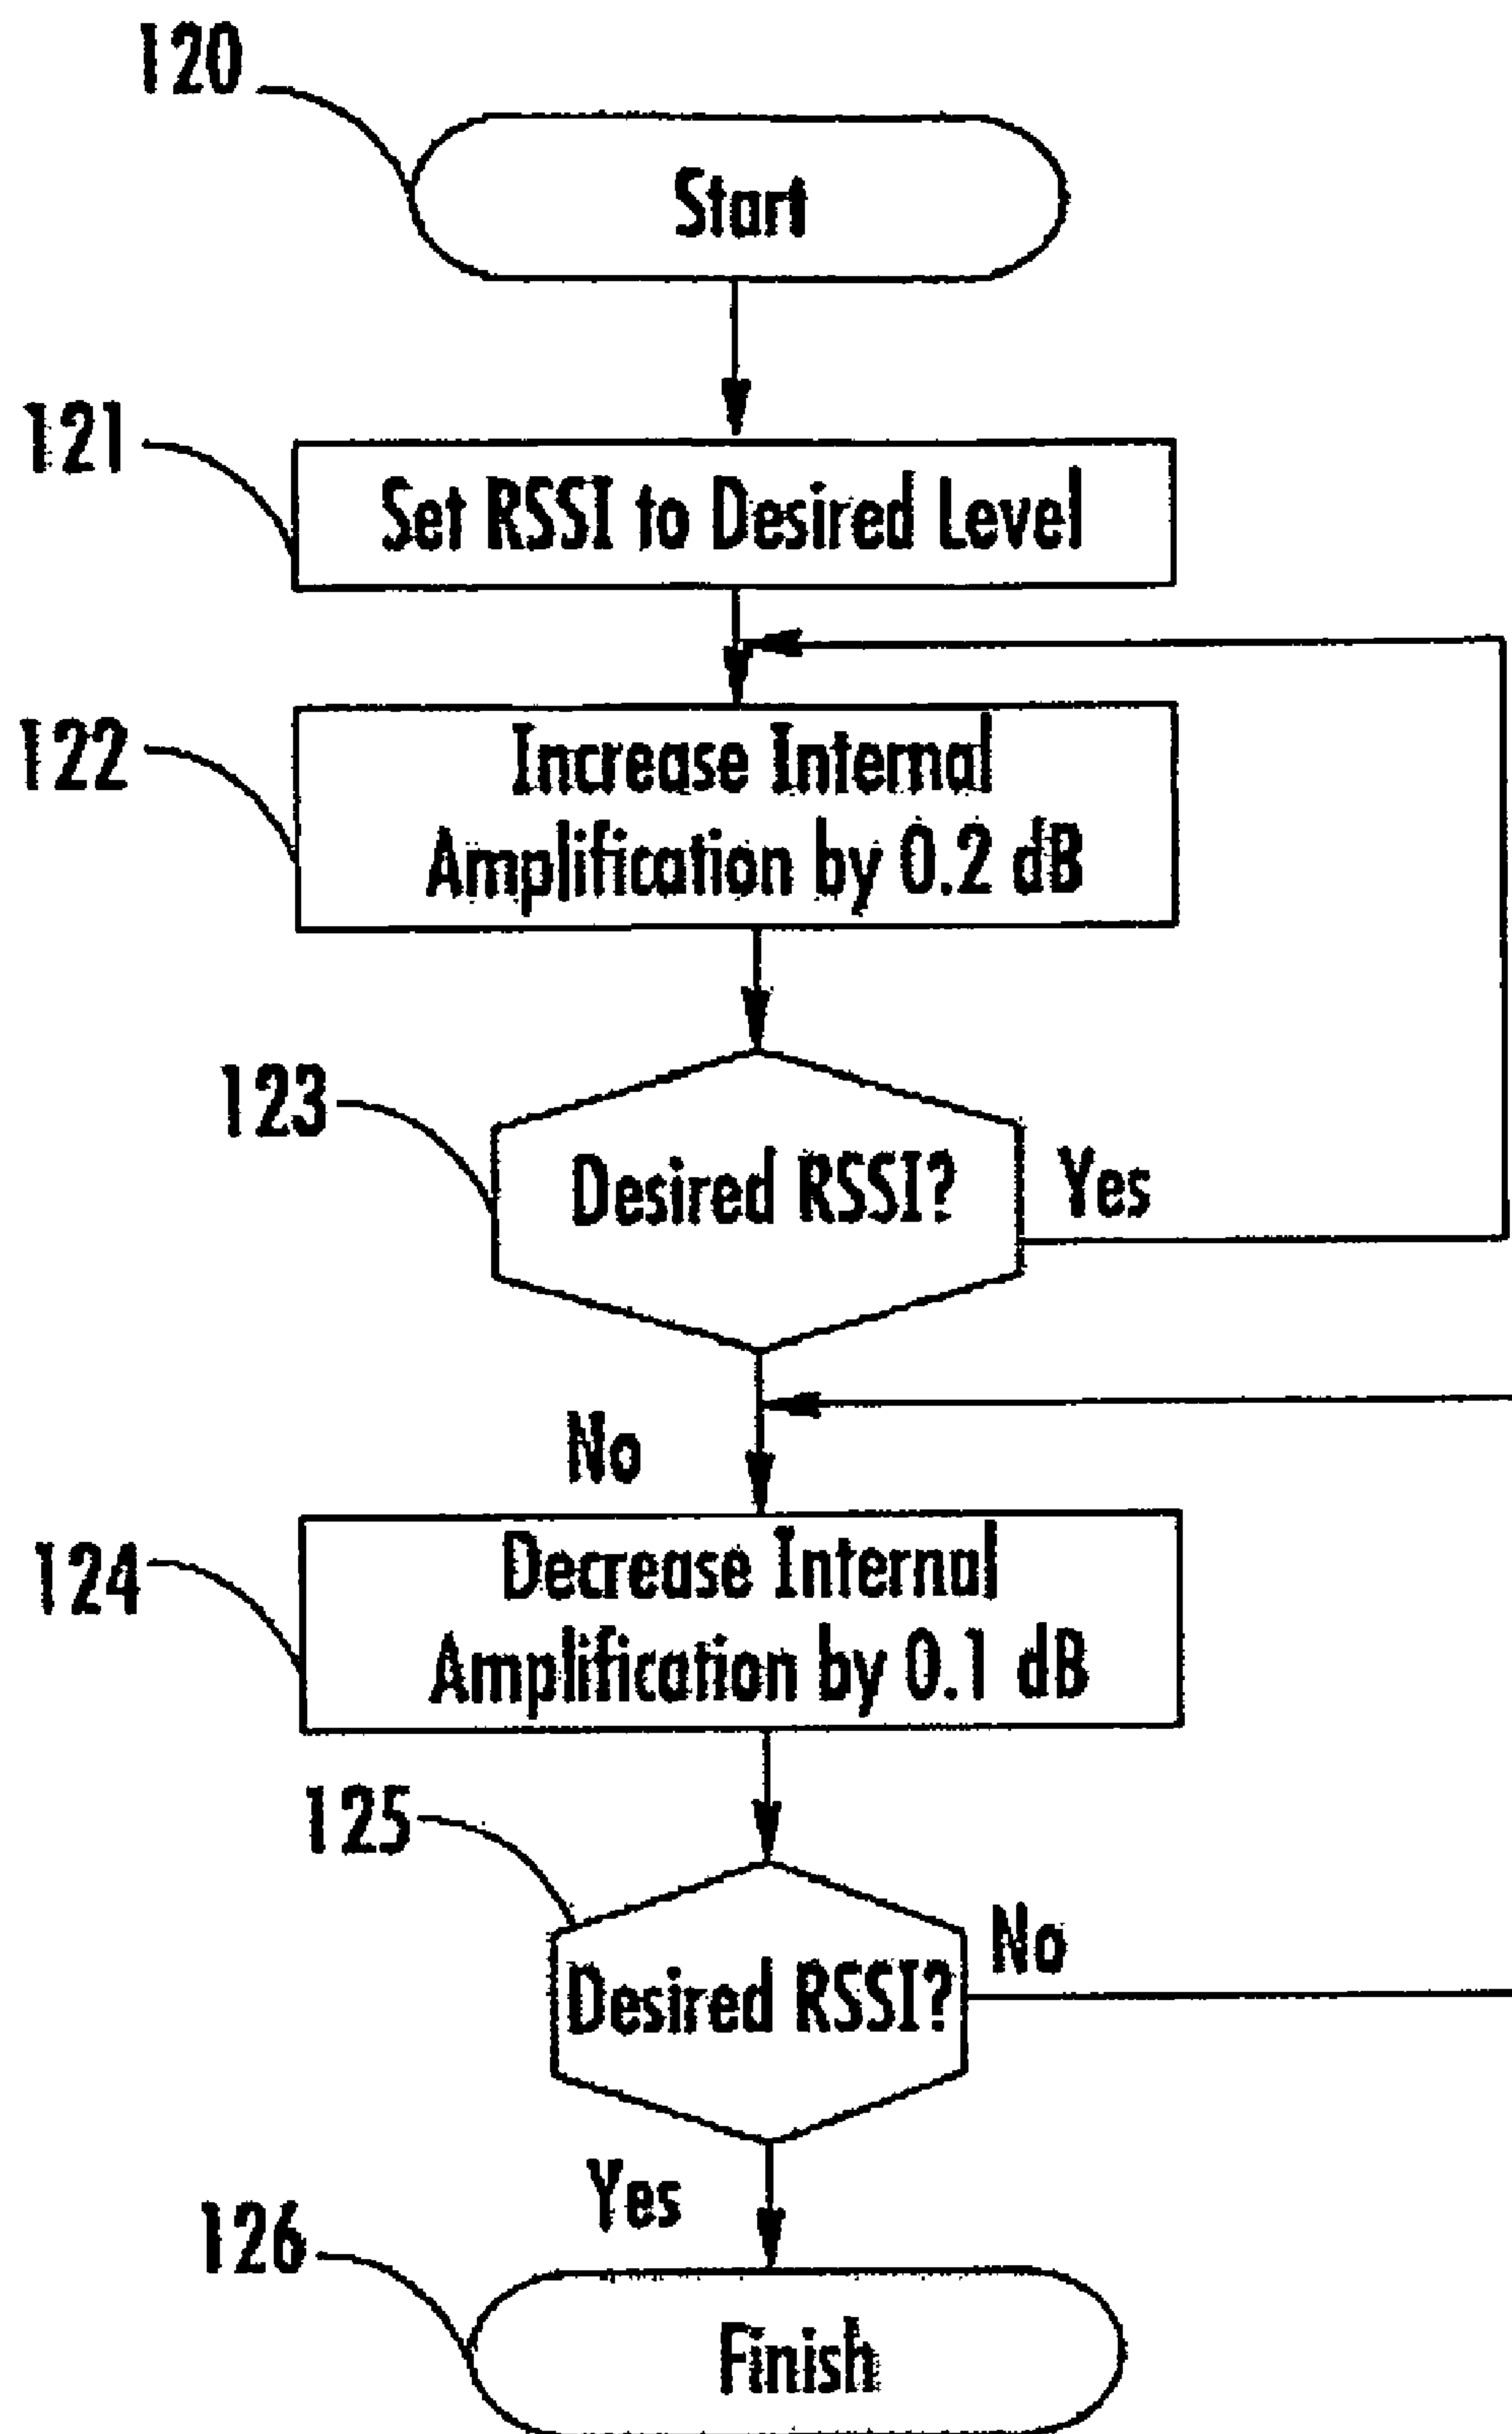 120
Start
121
Set RSSI to Desired Level
122
Increase Internal
Amplification by 0.2 dB
123
Desired RSSI?
Yes
No
124
Decrease Internal
Amplification by 0.1 dB
125
Desired RSSI?
No
Yes
126
Finish